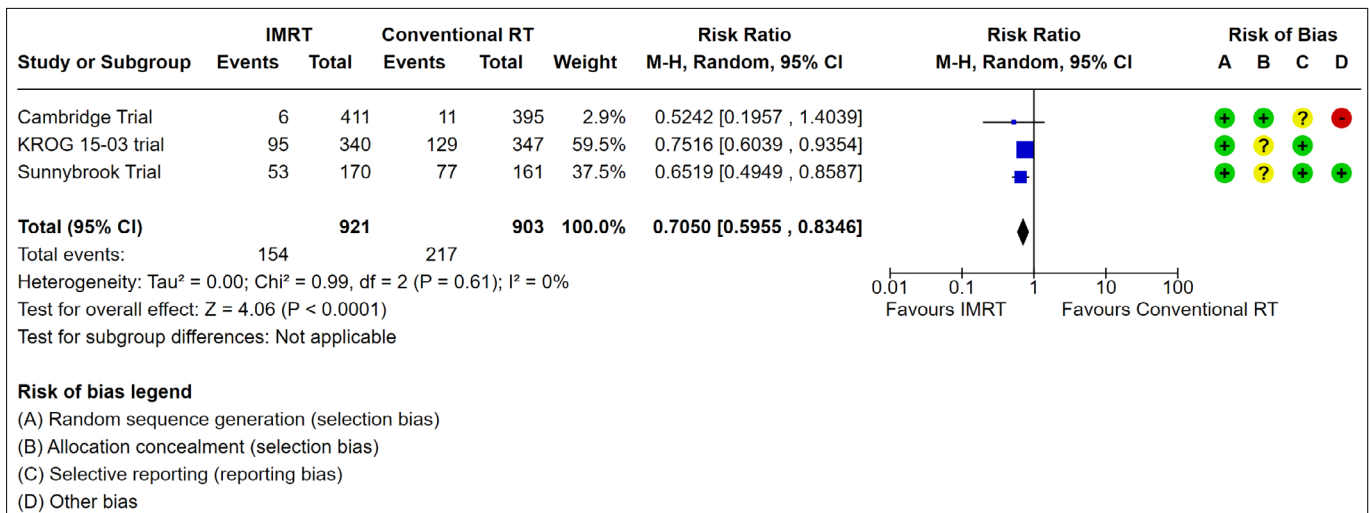 IMRT Conventional RT Risk Ratio Risk Ratio Risk of Bias
Study or Subgroup Events Total Events Total Weight M-H, Random, 95% CI M-H, Random, 95% CI A B C D
Cambridge Trial 6 411 11 395 2.9% 0.5242 [0.1957 , 1.4039] + + ? -
KROG 15-03 trial 95 340 129 347 59.5% 0.7516 [0.6039 , 0.9354] + ? +
Sunnybrook Trial 53 170 77 161 37.5% 0.6519 [0.4949 , 0.8587] + ? + +
Total (95% CI) 921 903 100.0% 0.7050 [0.5955 , 0.8346]
Total events: 154 217
Heterogeneity: Tau² = 0.00; Chi² = 0.99, df = 2 (P = 0.61); I² = 0%
0.01 0.1 1 10 100
Test for overall effect: Z = 4.06 (P < 0.0001) Favours IMRT Favours Conventional RT
Test for subgroup differences: Not applicable
Risk of bias legend
(A) Random sequence generation (selection bias)
(B) Allocation concealment (selection bias)
(C) Selective reporting (reporting bias)
(D) Other bias